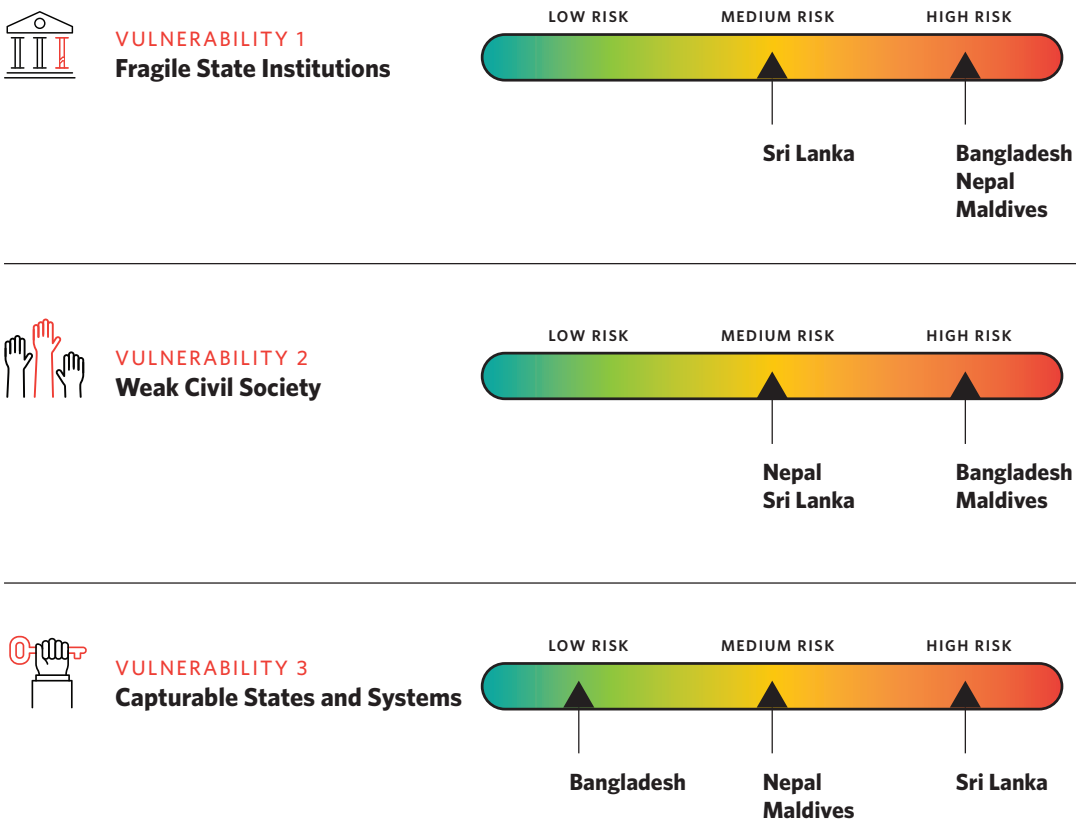 VULNERABILITY 1
Fragile State Institutions
LOW RISK MEDIUM RISK HIGH RISK
Sri Lanka
Bangladesh
Nepal
Maldives
VULNERABILITY 2
Weak Civil Society
LOW RISK MEDIUM RISK HIGH RISK
Nepal
Sri Lanka
Bangladesh
Maldives
VULNERABILITY 3
Capturable States and Systems
LOW RISK MEDIUM RISK HIGH RISK
Bangladesh
Nepal
Maldives
Sri Lanka